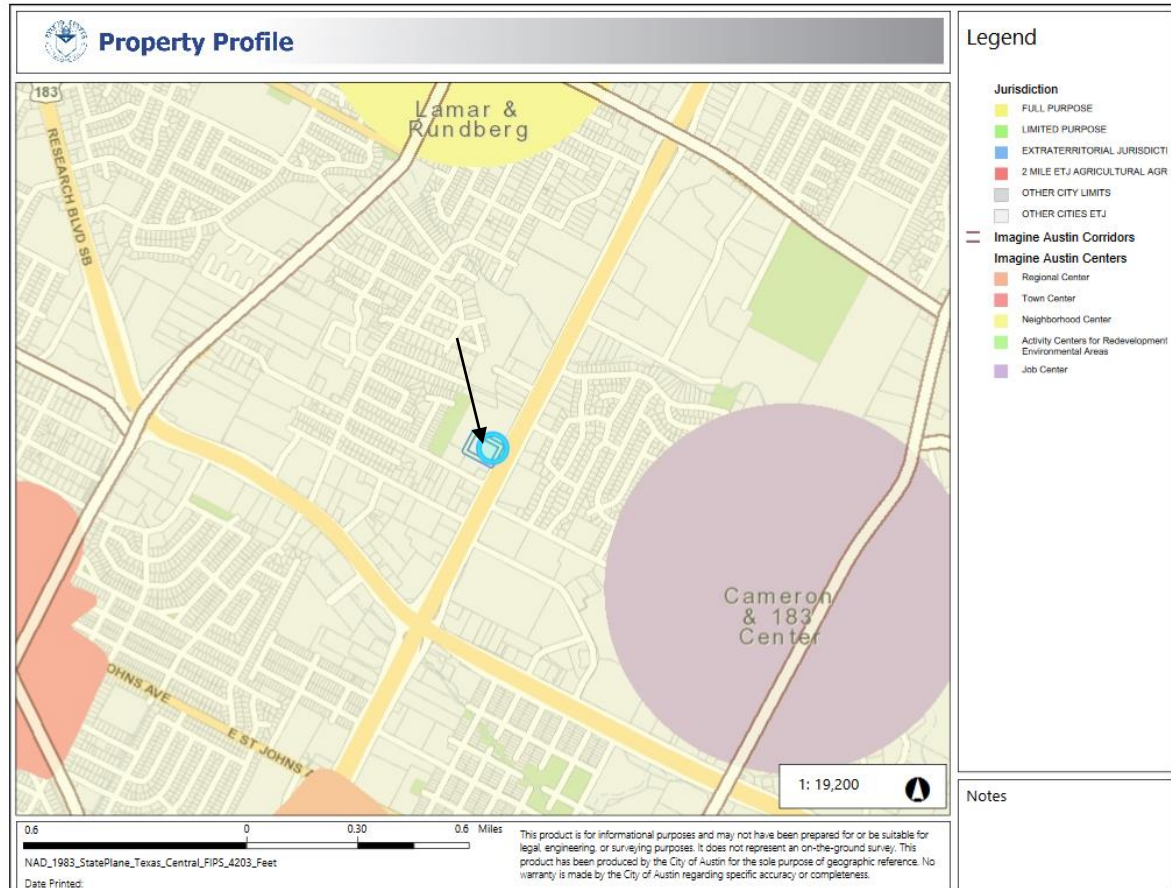 Property Profile
183
RESEARCH BLVD SB
Lamar &
Rundberg
Cameron
& 183
Center
OHNS AVE
E ST JOHNS A
1: 19,200
Legend
Jurisdiction
FULL PURPOSE
LIMITED PURPOSE
EXTRATERRITORIAL JURISDICTI
2 MILE ETJ AGRICULTURAL AGR
OTHER CITY LIMITS
OTHER CITIES ETJ
Imagine Austin Corridors
Imagine Austin Centers
Regional Center
Town Center
Neighborhood Center
Activity Centers for Redevelopment
Environmental Areas
Job Center
Notes
0.6 0 0.30 0.6 Miles
NAD_1983_StatePlane_Texas_Central_FIPS_4203_Feet
Date Printed:
This product is for informational purposes and may not have been prepared for or be suitable for
legal, engineering, or surveying purposes. It does not represent an on-the-ground survey. This
product has been produced by the City of Austin for the sole purpose of geographic reference. No
warranty is made by the City of Austin regarding specific accuracy or completeness.